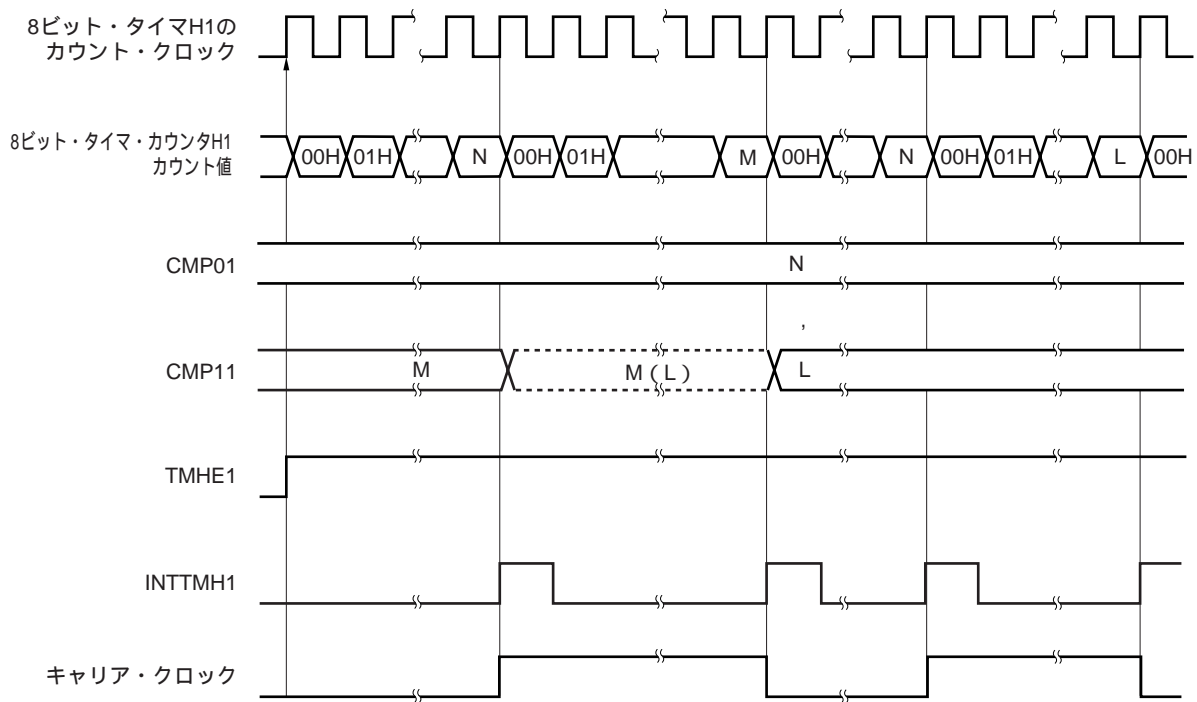 8ビット・タイマH1の
カウント・クロック
8ビット・タイマ・カウンタH1
カウント値
00H 01H N 00H 01H M 00H N 00H 01H L 00H
CMP01
N
,
CMP11
M M（L） L
TMHE1
INTTMH1
キャリア・クロック